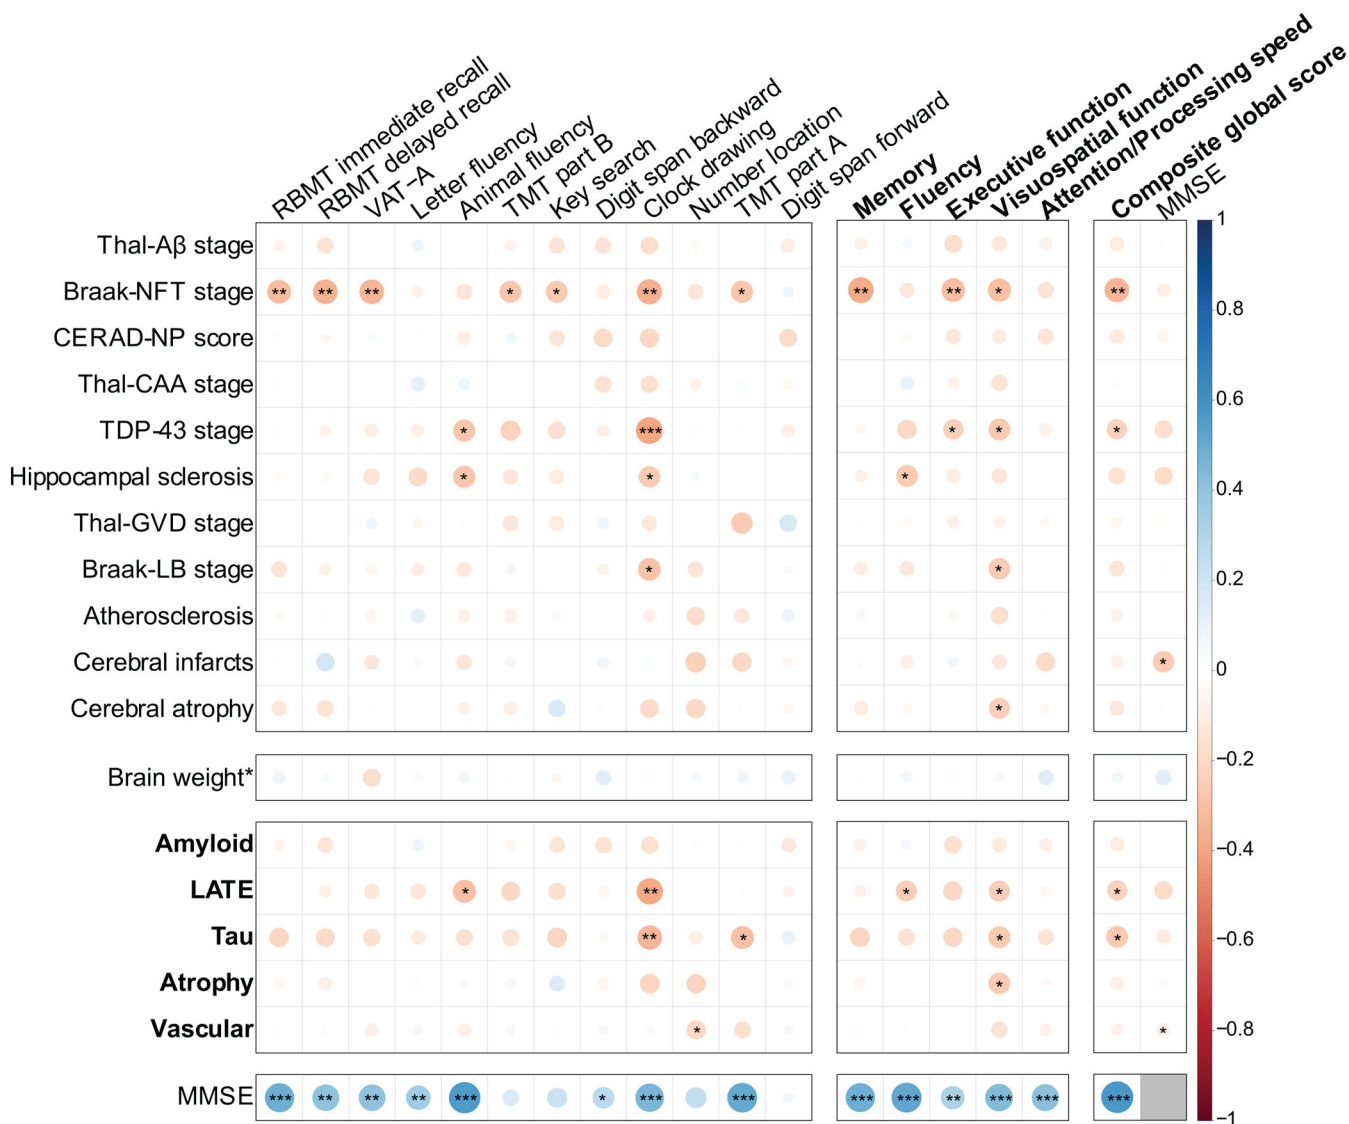 RBMT immediate recall
RBMT delayed recall
VAT−A
Letter fluency
Animal fluency
TMT part B
Key search
Digit span backward
Clock drawing
Number location
TMT part A
Digit span forward
Memory
Fluency
Executive function
Visuospatial function
Attention/Processing speed
Composite global score
MMSE
Thal-Aβ stage
Braak-NFT stage ** ** ** * * ** * ** ** * **
CERAD-NP score
Thal-CAA stage
TDP-43 stage * *** * * *
Hippocampal sclerosis * * *
Thal-GVD stage
Braak-LB stage * *
Atherosclerosis
Cerebral infarcts *
Cerebral atrophy *
Brain weight*
Amyloid
LATE * ** * * *
Tau ** * * *
Atrophy *
Vascular * *
MMSE *** ** ** ** *** * *** *** *** *** ** *** *** ***
1
0.8
0.6
0.4
0.2
0
−0.2
−0.4
−0.6
−0.8
−1